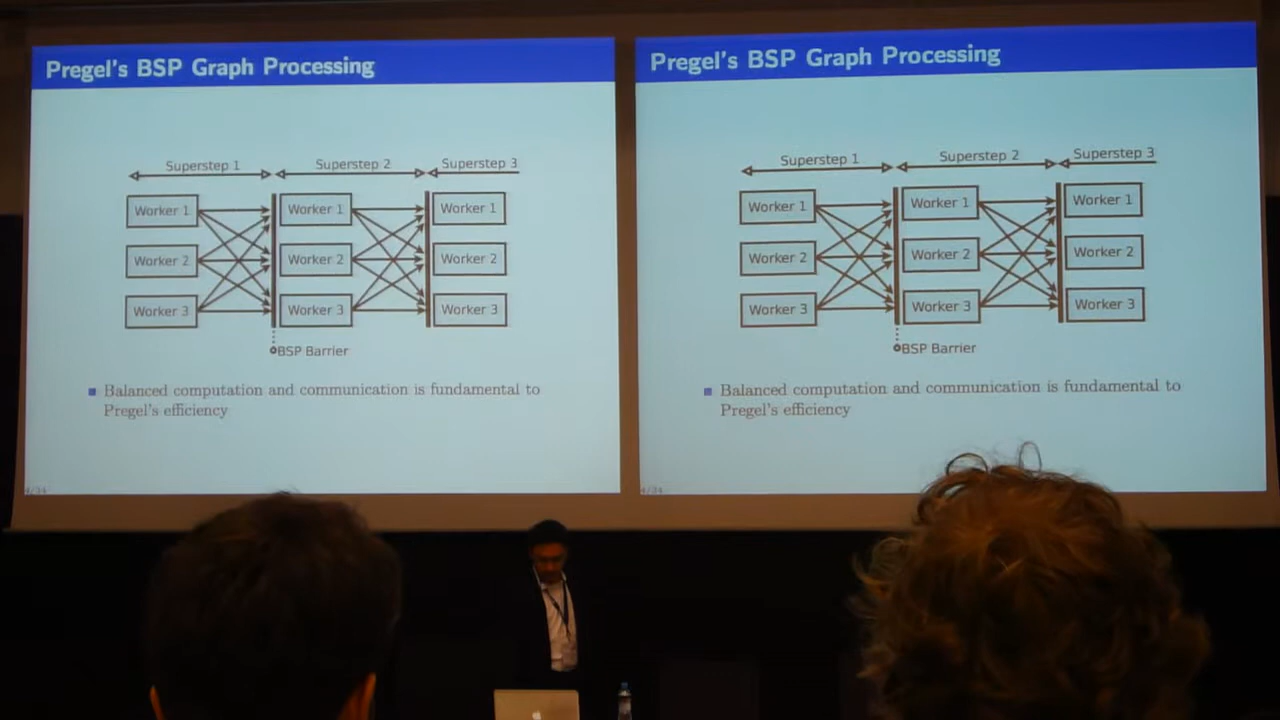 Pregel's BSP Graph Processing
Superstep 1 Superstep 2 Superstep 3
Worker 1 Worker 1 Worker 1
Worker 2 Worker 2 Worker 2
Worker 3 Worker 3 Worker 3
BSP Barrier
Balanced computation and communication is fundamental to
Pregel's efficiency
4/34
Pregel's BSP Graph Processing
Superstep 1 Superstep 2 Superstep 3
Worker 1 Worker 1 Worker 1
Worker 2 Worker 2 Worker 2
Worker 3 Worker 3 Worker 3
BSP Barrier
Balanced computation and communication is fundamental to
Pregel's efficiency
4/34